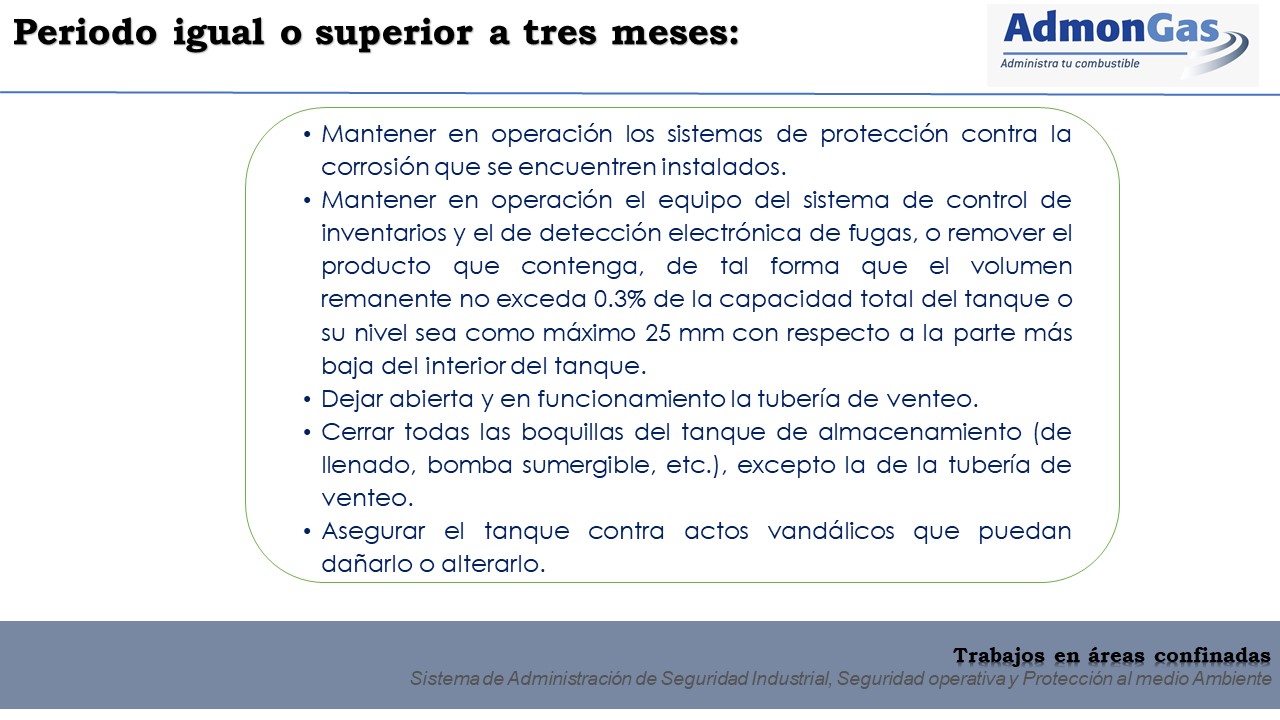 Periodo igual o superior a tres meses:
AdmonGas
Administra tu combustible
• Mantener en operación los sistemas de protección contra la
corrosión que se encuentren instalados.
• Mantener en operación el equipo del sistema de control de
inventarios y el de detección electrónica de fugas, o remover el
producto que contenga, de tal forma que el volumen
remanente no exceda 0.3% de la capacidad total del tanque o
su nivel sea como máximo 25 mm con respecto a la parte más
baja del interior del tanque.
• Dejar abierta y en funcionamiento la tubería de venteo.
• Cerrar todas las boquillas del tanque de almacenamiento (de
llenado, bomba sumergible, etc.), excepto la de la tubería de
venteo.
• Asegurar el tanque contra actos vandálicos que puedan
dañarlo o alterarlo.
Trabajos en áreas confinadas
Sistema de Administración de Seguridad Industrial, Seguridad operativa y Protección al medio Ambiente